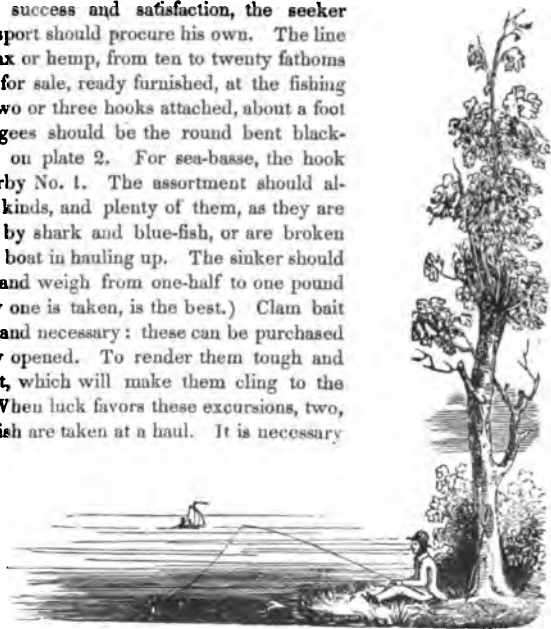 success and satisfaction, the seeker
sport should procure his own. The line
ax or hemp, from ten to twenty fathoms
for sale, ready furnished, at the fishing
wo or three hooks attached, about a foot
gees should be the round bent black-
on plate 2. For sea-basse, the hook
rby No. 1. The assortment should al-
kinds, and plenty of them, as they are
by shark and blue-fish, or are broken
boat in hauling up. The sinker should
and weigh from one-half to one pound
y one is taken, is the best.) Clam bait
and necessary: these can be purchased
y opened. To render them tough and
t, which will make them cling to the
When luck favors these excursions, two,
ish are taken at a haul. It is necessary